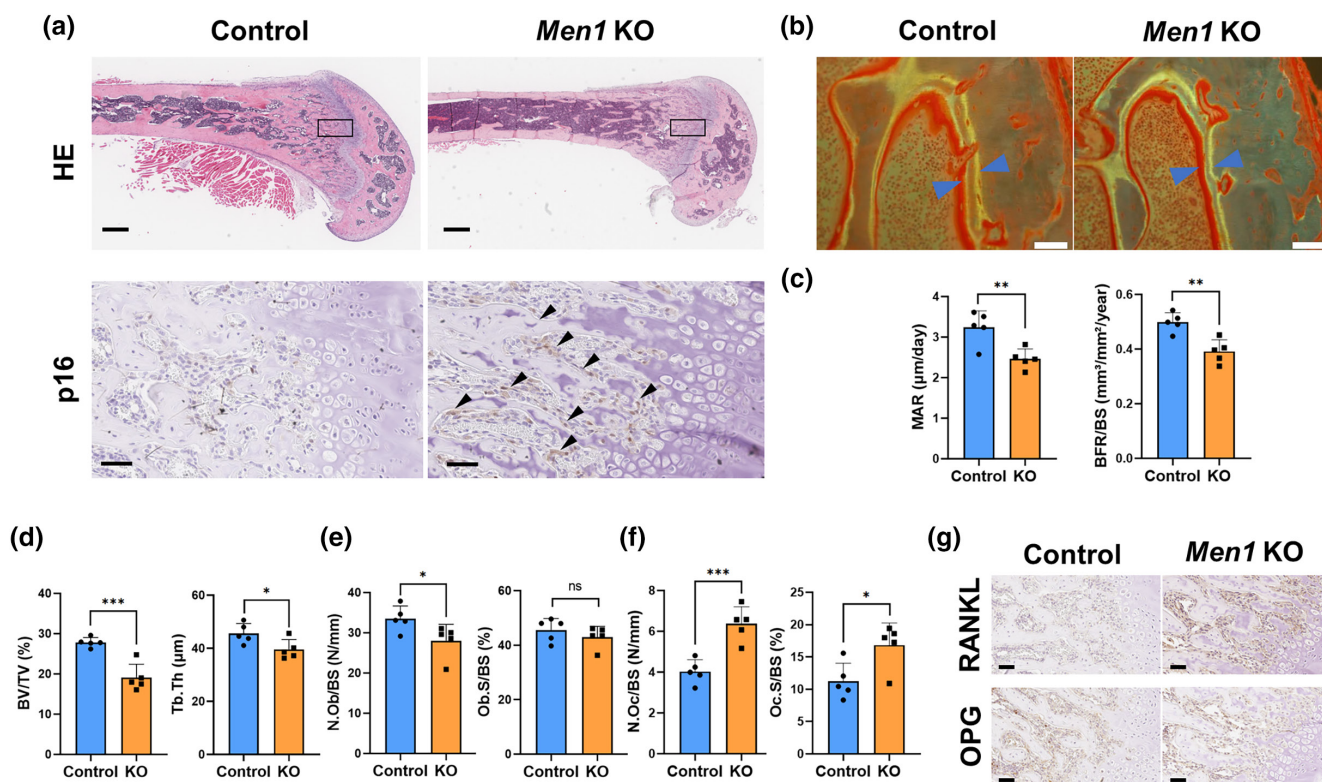 (a)
Control
Men1 KO
HE
p16
(b)
Control
Men1 KO
(c)
**
MAR (µm/day)
4
3
2
1
0
Control KO
**
BFR/BS (mm³/mm²/year)
0.6
0.4
0.2
0.0
Control KO
(d)
***
BV/TV (%)
40
30
20
10
0
Control KO
*
Tb.Th (µm)
60
40
20
0
Control KO
(e)
*
N.Ob/BS (N/mm)
40
30
20
10
0
Control KO
ns
Ob.S/BS (%)
60
40
20
0
Control KO
(f)
***
N.Oc/BS (N/mm)
8
6
4
2
0
Control KO
*
Oc.S/BS (%)
25
20
15
10
5
0
Control KO
(g)
Control
Men1 KO
RANKL
OPG